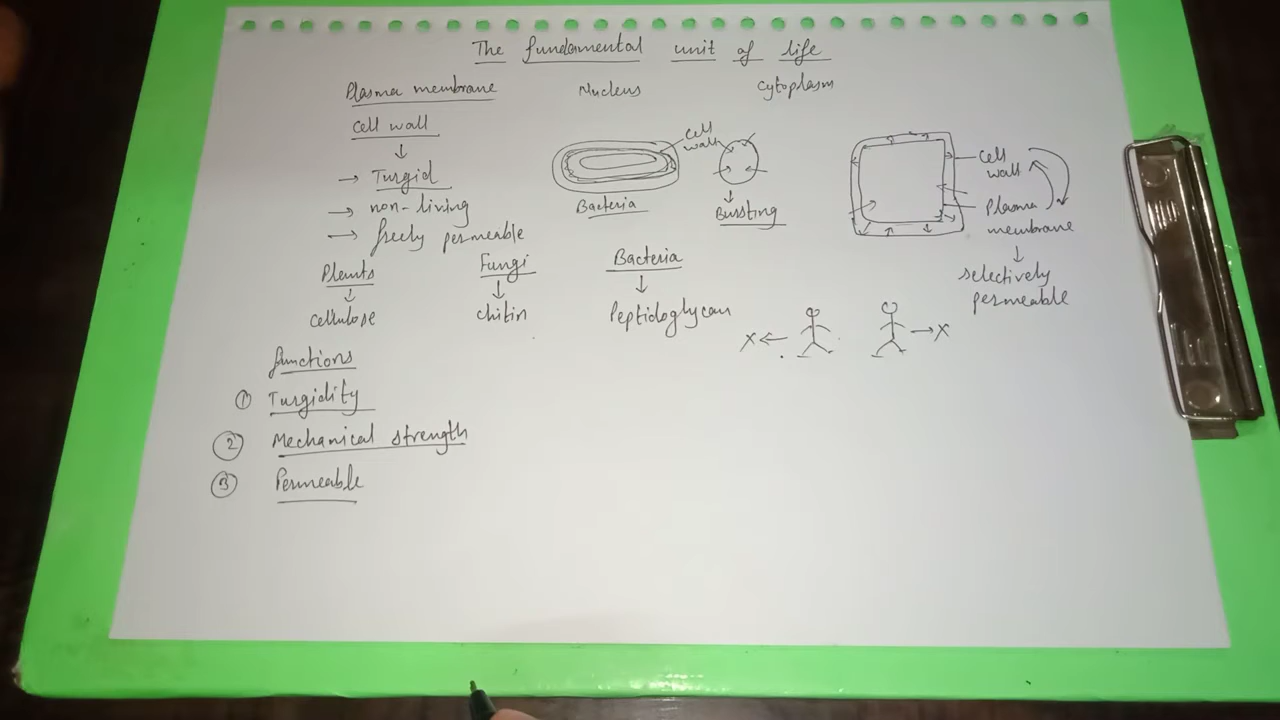 The fundamental unit of life
Plasma membrane Nucleus Cytoplasm
Cell wall
→ Turgid
→ non-living
→ freely permeable
Cell wall
Bacteria
Bursting
Cell wall
Plasma membrane
selectively permeable
Plants Fungi Bacteria
Cellulose Chitin Peptidoglycan
X X
functions
① Turgidity
② Mechanical strength
③ Permeable